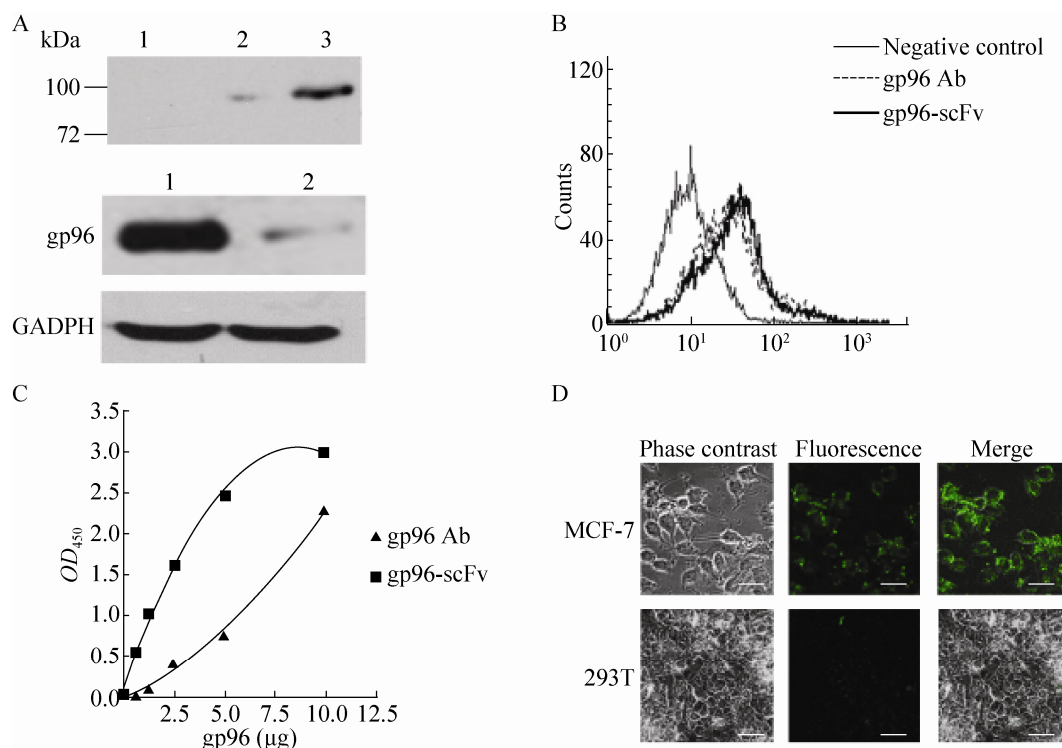 A
kDa 1 2 3
100
72
1 2
gp96
GADPH
B
Negative control
gp96 Ab
gp96-scFv
120
80
60
40
0
Counts
10⁰ 10¹ 10² 10³
C
3.5
3.0
2.5
2.0
1.5
1.0
0.5
0.0
OD₄₅₀
2.5 5.0 7.5 10.0 12.5
gp96 (μg)
gp96 Ab
gp96-scFv
D
Phase contrast Fluorescence Merge
MCF-7
293T